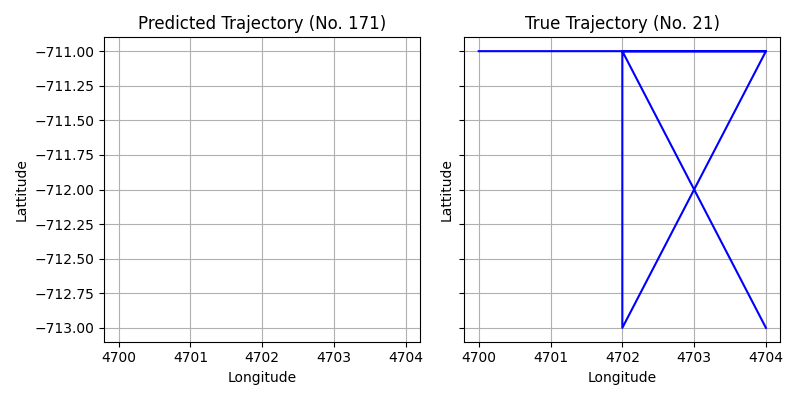 Predicted Trajectory (No. 171)
−711.00
−711.25
−711.50
−711.75
−712.00
−712.25
−712.50
−712.75
−713.00
Lattitude
4700 4701 4702 4703 4704
Longitude
True Trajectory (No. 21)
Lattitude
4700 4701 4702 4703 4704
Longitude